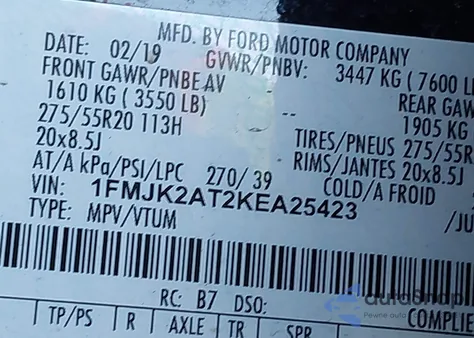 MFD. BY FORD MOTOR COMPANY
DATE: 02/19 GVWR/PNBV: 3447 KG ( 7600 L
FRONT GAWR/PNBE AV REAR GAW
1610 KG ( 3550 LB) 1905 KG
275/55R20 113H TIRES/PNEUS 275/55R
20x8.5J RIMS/JANTES 20x8.5J
AT/A kPa/PSI/LPC 270/ 39 COLD/A FROID
VIN: 1FMJK2AT2KEA25423
TYPE: MPV/VTUM /JU
RC: B7 DSO:
COMPLIE
TP/PS R AXLE TR SPR
autoSnap